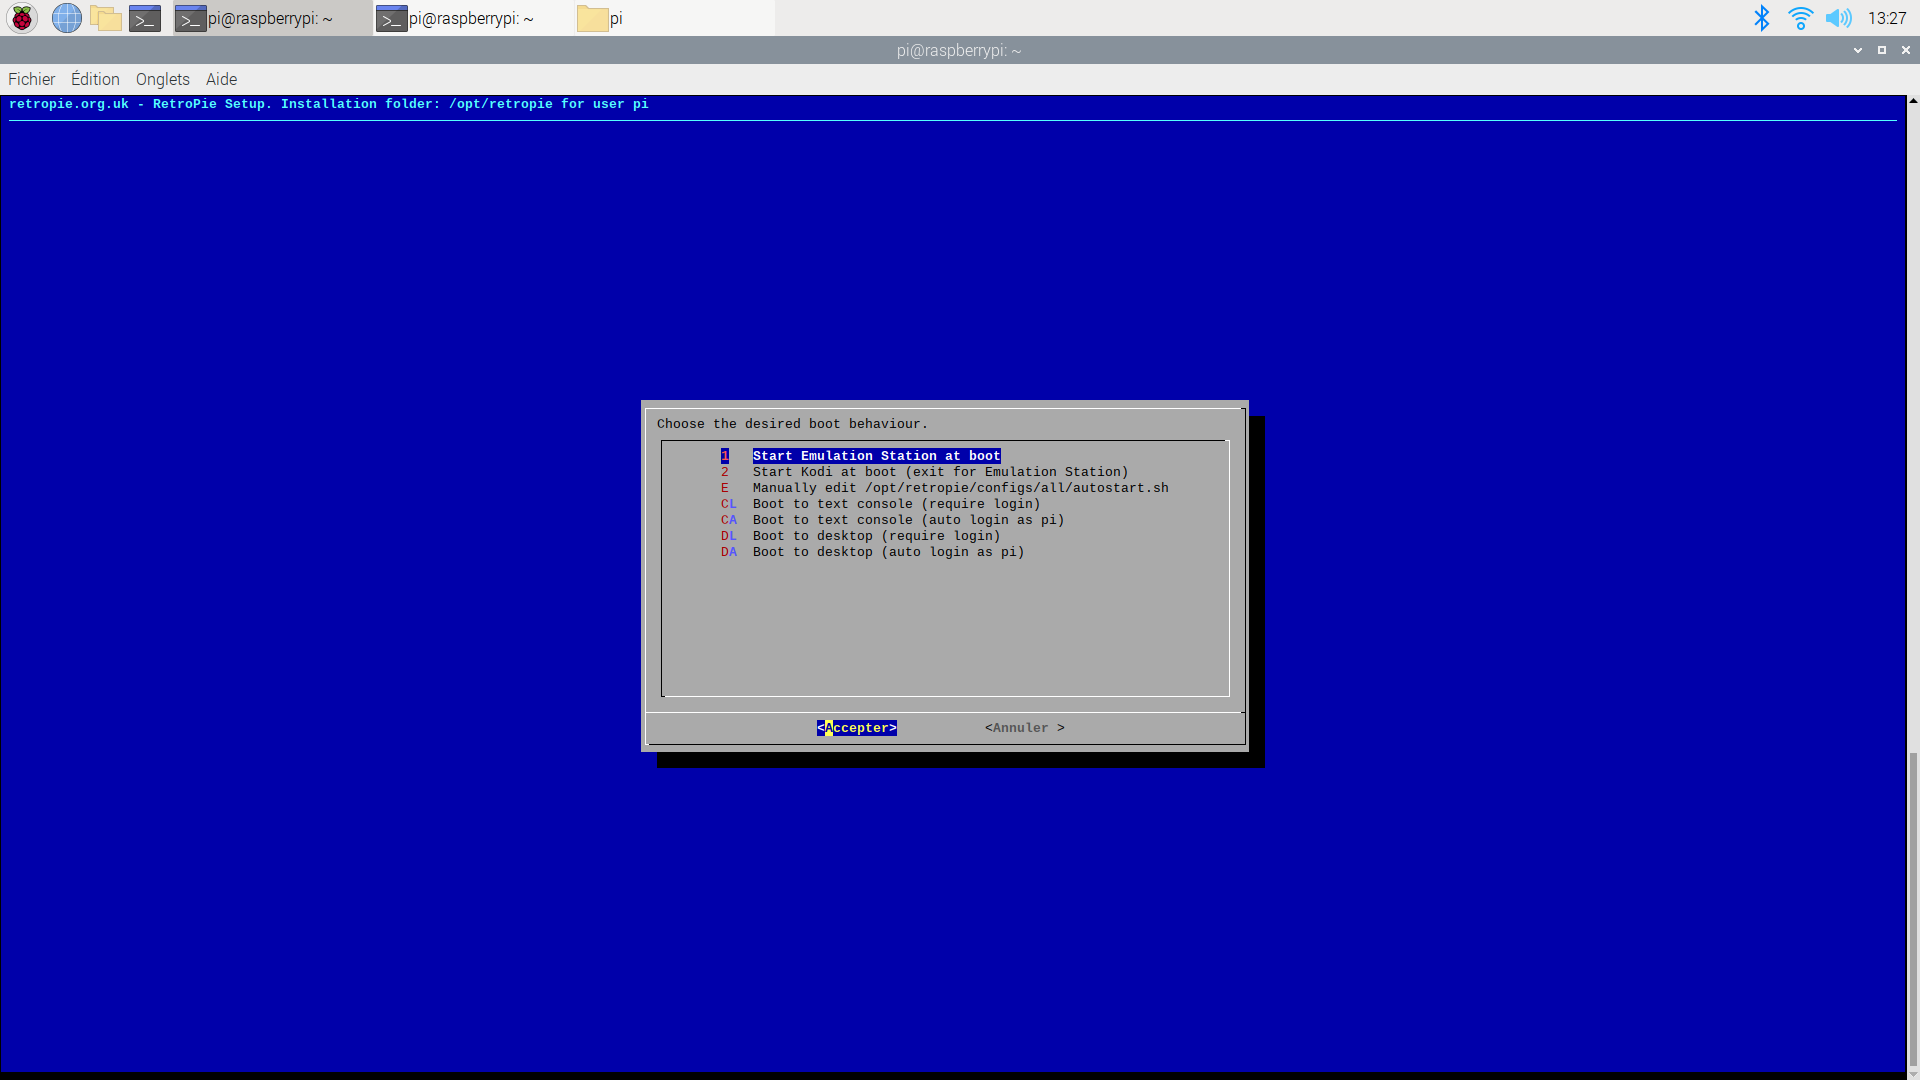 pi@raspberrypi: ~
pi@raspberrypi: ~
pi
13:27
pi@raspberrypi: ~
Fichier Édition Onglets Aide
retropie.org.uk - RetroPie Setup. Installation folder: /opt/retropie for user pi
Choose the desired boot behaviour.
1 Start Emulation Station at boot
2 Start Kodi at boot (exit for Emulation Station)
E Manually edit /opt/retropie/configs/all/autostart.sh
CL Boot to text console (require login)
CA Boot to text console (auto login as pi)
DL Boot to desktop (require login)
DA Boot to desktop (auto login as pi)
<Accepter> <Annuler >